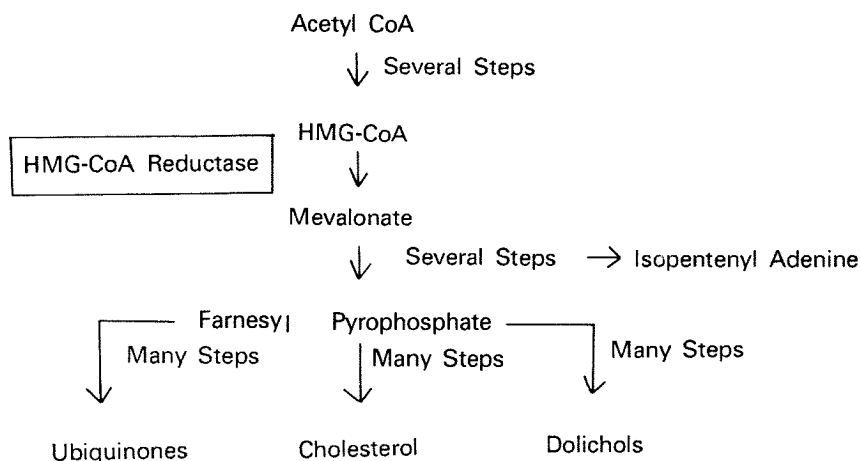 Acetyl CoA
Several Steps
HMG-CoA
HMG-CoA Reductase
Mevalonate
Several Steps → Isopentenyl Adenine
Farnesyl Pyrophosphate
Many Steps Many Steps Many Steps
Ubiquinones Cholesterol Dolichols